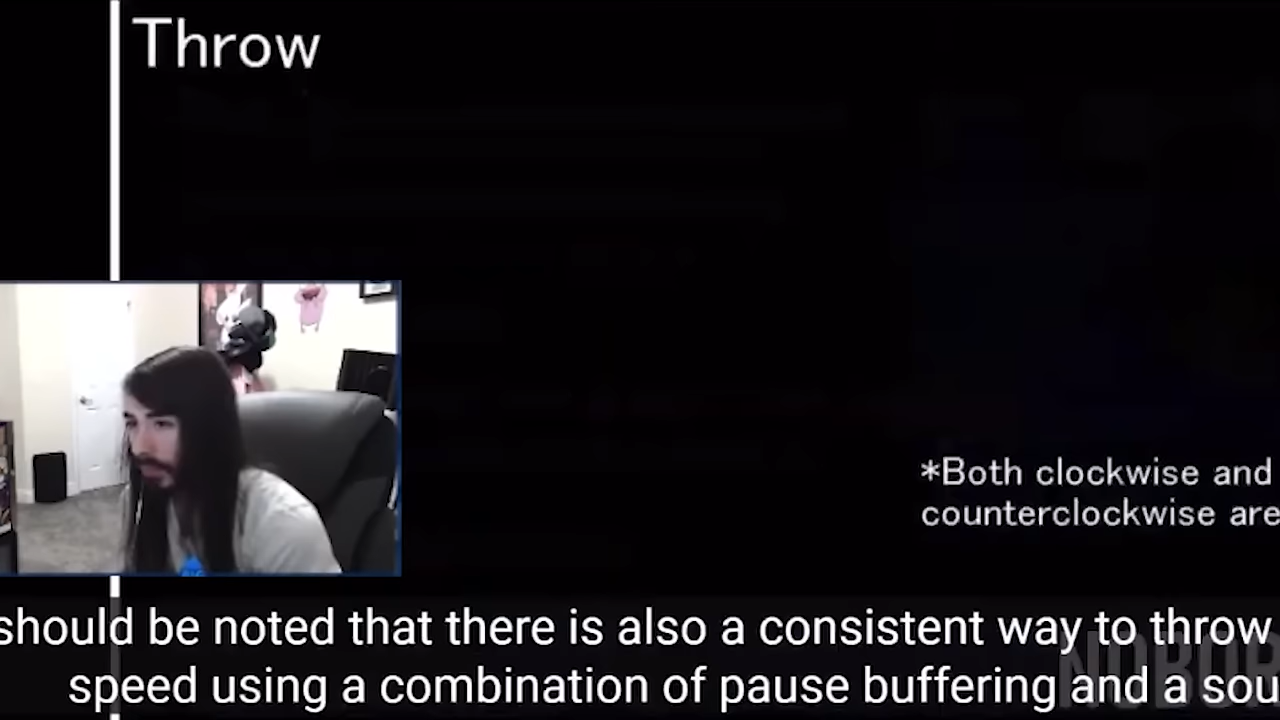 Throw
*Both clockwise and
counterclockwise are
should be noted that there is also a consistent way to throw
speed using a combination of pause buffering and a sou